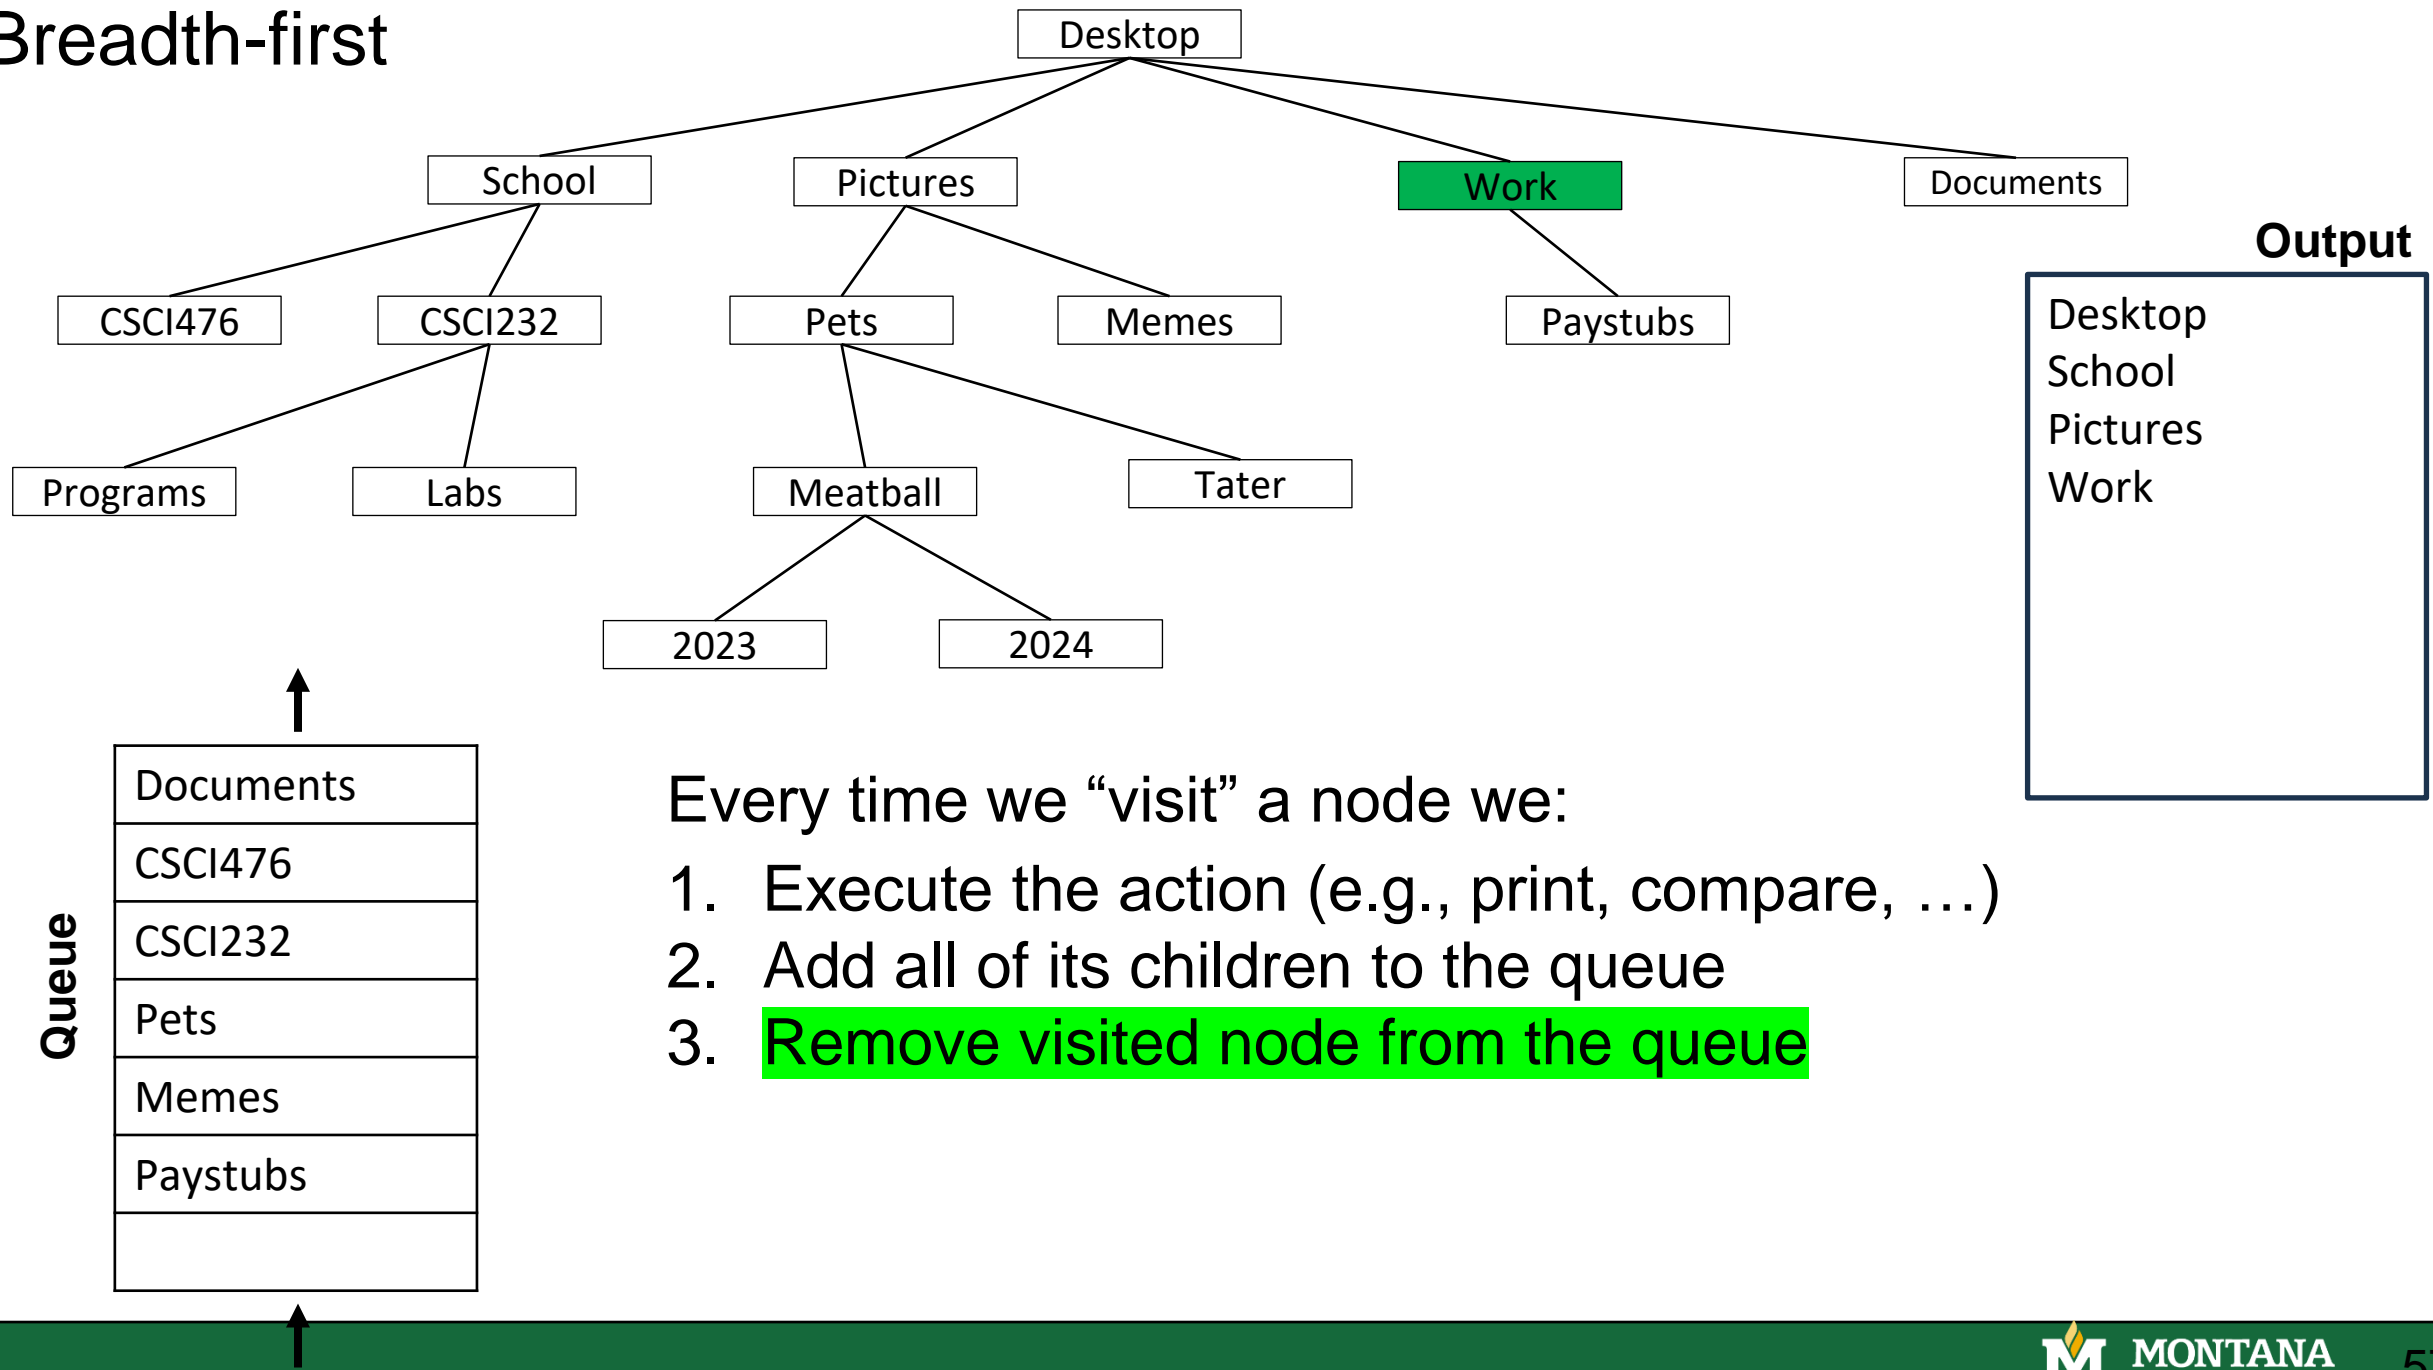 Breadth-first
Desktop
School
Pictures
Work
Documents
CSCI476
CSCI232
Pets
Memes
Paystubs
Programs
Labs
Meatball
Tater
2023
2024
Output
Desktop
School
Pictures
Work
Queue
Documents
CSCI476
CSCI232
Pets
Memes
Paystubs
Every time we “visit” a node we:
1. Execute the action (e.g., print, compare, …)
2. Add all of its children to the queue
3. Remove visited node from the queue
M MONTANA